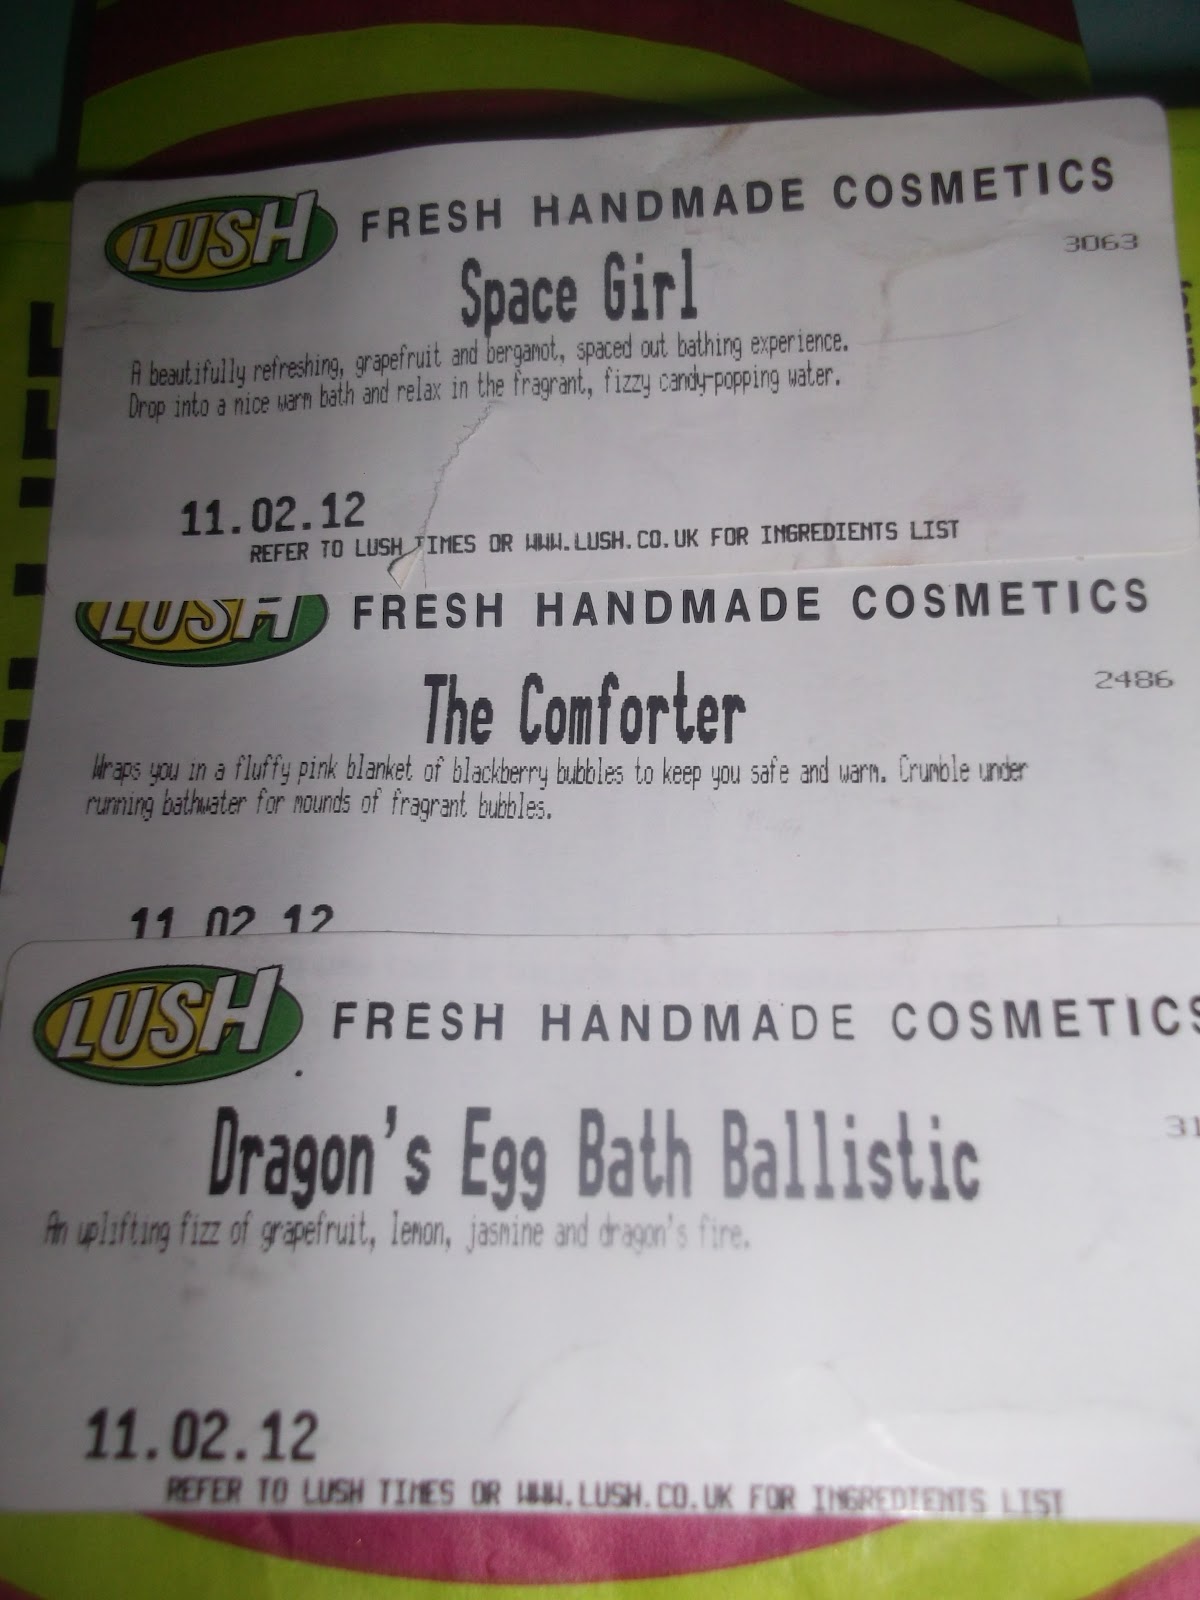 LUSH FRESH HANDMADE COSMETICS
3063
Space Girl
A beautifully refreshing, grapefruit and bergamot, spaced out bathing experience.
Drop into a nice warm bath and relax in the fragrant, fizzy candy-popping water.
11.02.12
REFER TO LUSH TIMES OR WWW.LUSH.CO.UK FOR INGREDIENTS LIST
LUSH FRESH HANDMADE COSMETICS
2486
The Comforter
Wraps you in a fluffy pink blanket of blackberry bubbles to keep you safe and warm. Crumble under
running bathwater for mounds of fragrant bubbles.
11.02.12
LUSH FRESH HANDMADE COSMETICS
31
Dragon's Egg Bath Ballistic
An uplifting fizz of grapefruit, lemon, jasmine and dragon's fire.
11.02.12
REFER TO LUSH TIMES OR WWW.LUSH.CO.UK FOR INGREDIENTS LIST